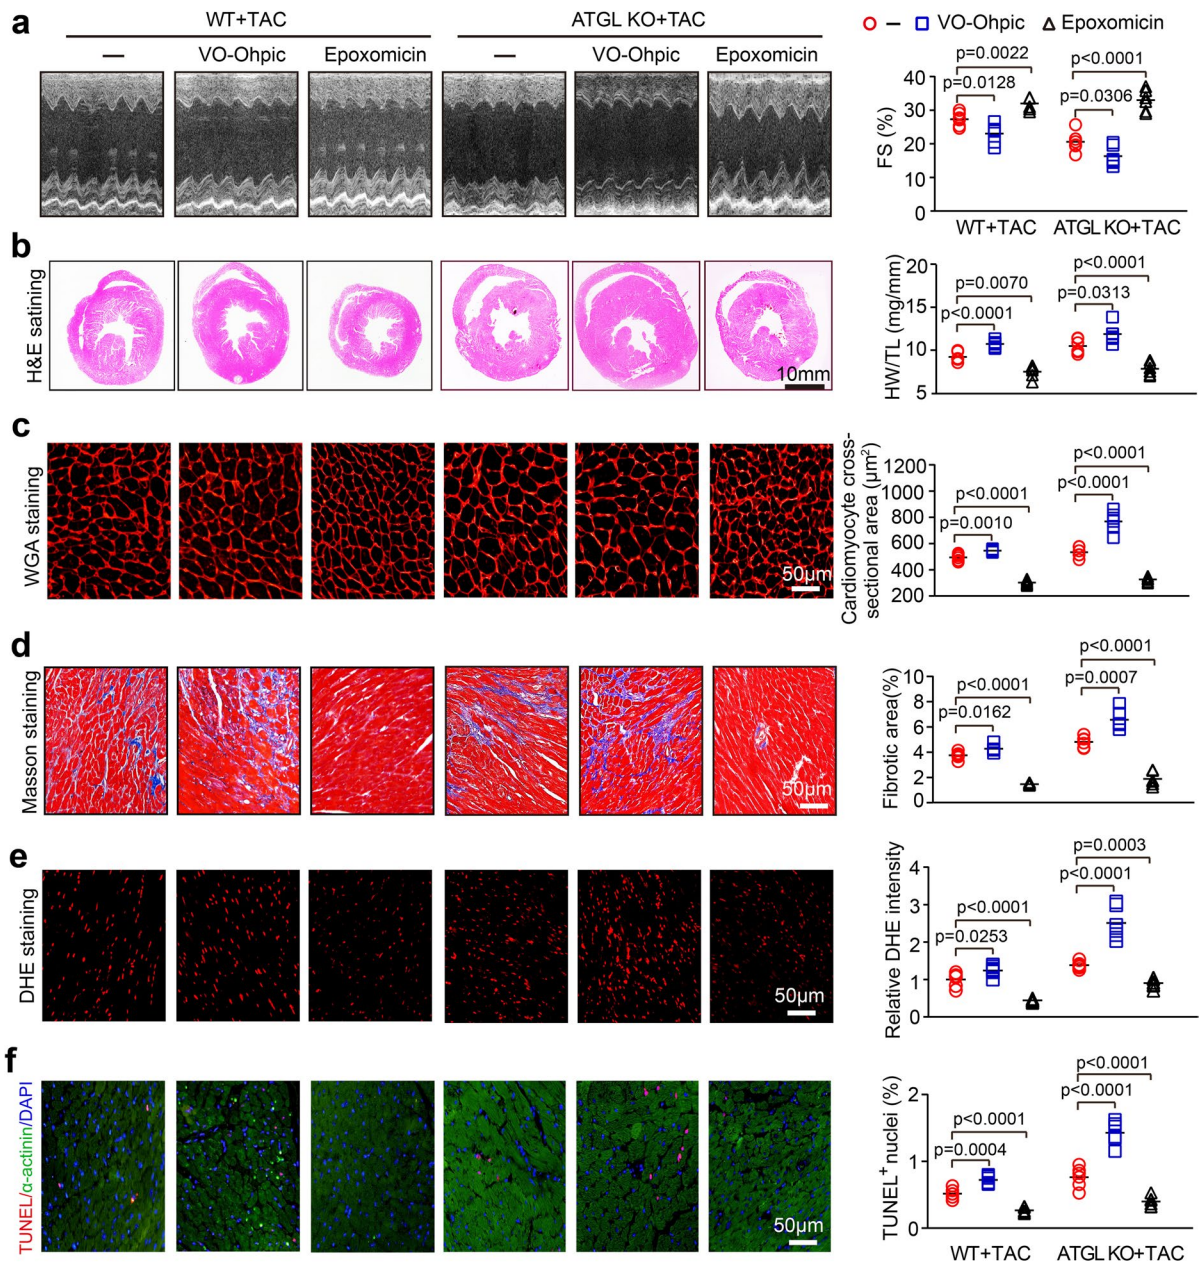 a
WT+TAC
ATGL KO+TAC
— VO-Ohpic Epoxomicin — VO-Ohpic Epoxomicin
— VO-Ohpic Epoxomicin
p<0.0001
p=0.0022
p=0.0128
p=0.0306
FS (%)
40
30
20
10
0
WT+TAC ATGL KO+TAC
b
H&E satining
10mm
HW/TL (mg/mm)
20
15
10
5
p<0.0001
p=0.0070
p=0.0313
p<0.0001
c
WGA staining
50µm
Cardiomyocyte cross-
sectional area (µm²)
1200
1000
800
600
400
200
p<0.0001
p<0.0001
p<0.0001
p=0.0010
d
Masson staining
50µm
Fibrotic area(%)
10
8
6
4
2
0
p<0.0001
p=0.0007
p<0.0001
p=0.0162
e
DHE staining
50µm
Relative DHE intensity
4
3
2
1
0
p=0.0003
p<0.0001
p<0.0001
p=0.0253
f
TUNEL/α-actinin/DAPI
50µm
TUNEL⁺ nuclei (%)
2
1
0
p<0.0001
p<0.0001
p<0.0001
p=0.0004
WT+TAC ATGL KO+TAC